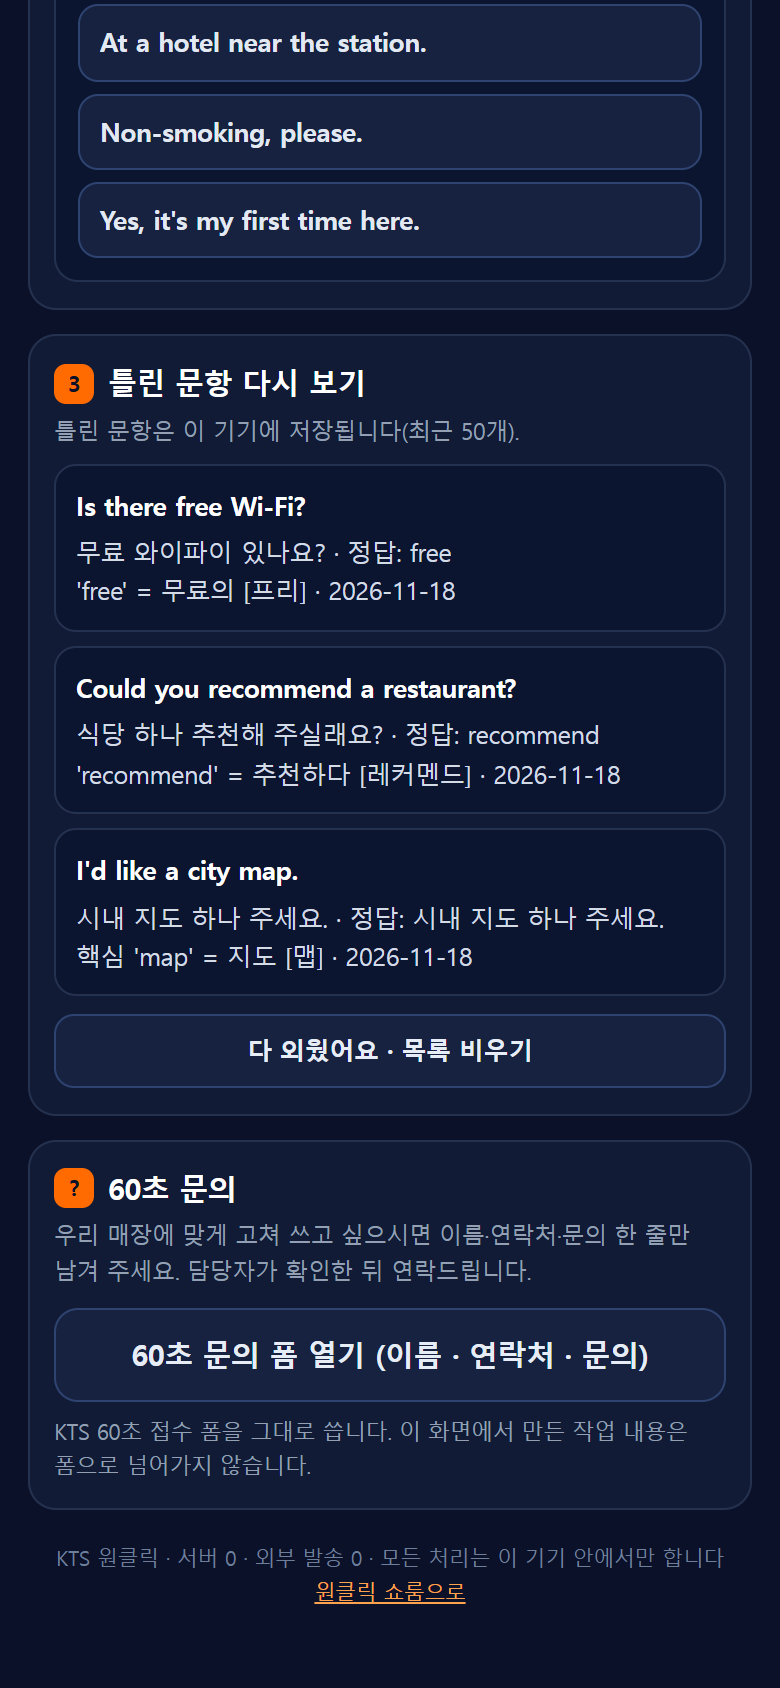 At a hotel near the station.
Non-smoking, please.
Yes, it's my first time here.
3 틀린 문항 다시 보기
틀린 문항은 이 기기에 저장됩니다(최근 50개).
Is there free Wi-Fi?
무료 와이파이 있나요? · 정답: free
'free' = 무료의 [프리] · 2026-11-18
Could you recommend a restaurant?
식당 하나 추천해 주실래요? · 정답: recommend
'recommend' = 추천하다 [레커멘드] · 2026-11-18
I'd like a city map.
시내 지도 하나 주세요. · 정답: 시내 지도 하나 주세요.
핵심 'map' = 지도 [맵] · 2026-11-18
다 외웠어요 · 목록 비우기
? 60초 문의
우리 매장에 맞게 고쳐 쓰고 싶으시면 이름·연락처·문의 한 줄만
남겨 주세요. 담당자가 확인한 뒤 연락드립니다.
60초 문의 폼 열기 (이름 · 연락처 · 문의)
KTS 60초 접수 폼을 그대로 씁니다. 이 화면에서 만든 작업 내용은
폼으로 넘어가지 않습니다.
KTS 원클릭 · 서버 0 · 외부 발송 0 · 모든 처리는 이 기기 안에서만 합니다
원클릭 쇼룸으로